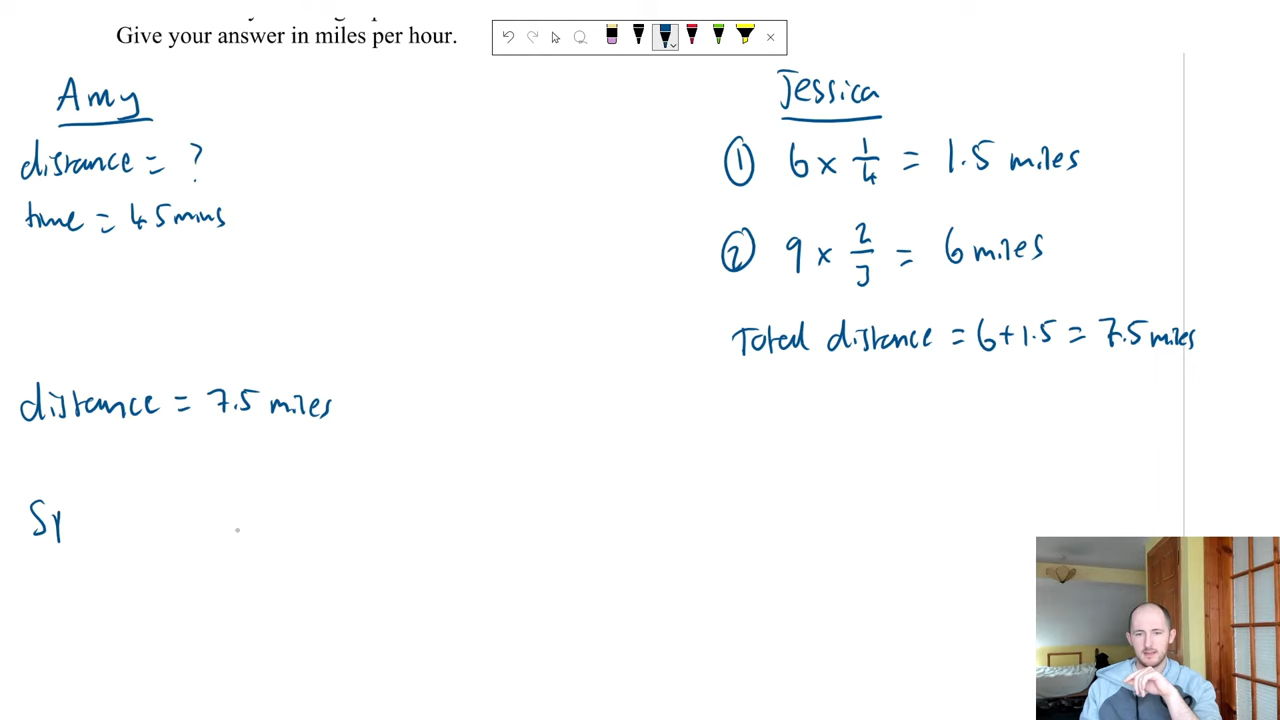 Give your answer in miles per hour.
Amy
distance = ?
time = 45 mins
distance = 7.5 miles
Sp
Jessica
① 6 × 1/4 = 1.5 miles
② 9 × 2/3 = 6 miles
Total distance = 6 + 1.5 = 7.5 miles